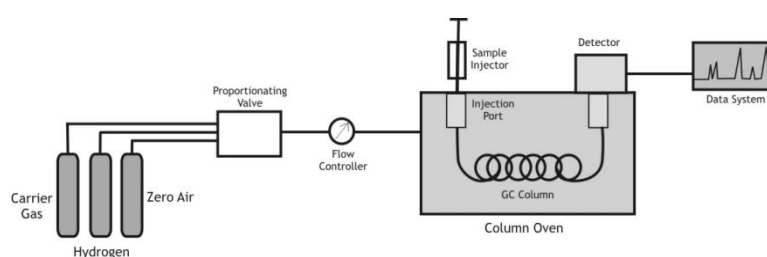 Sample
Injector
Detector
Proportionating
Valve
Injection
Port
Data System
Flow
Controller
Carrier
Gas
Zero Air
GC Column
Column Oven
Hydrogen